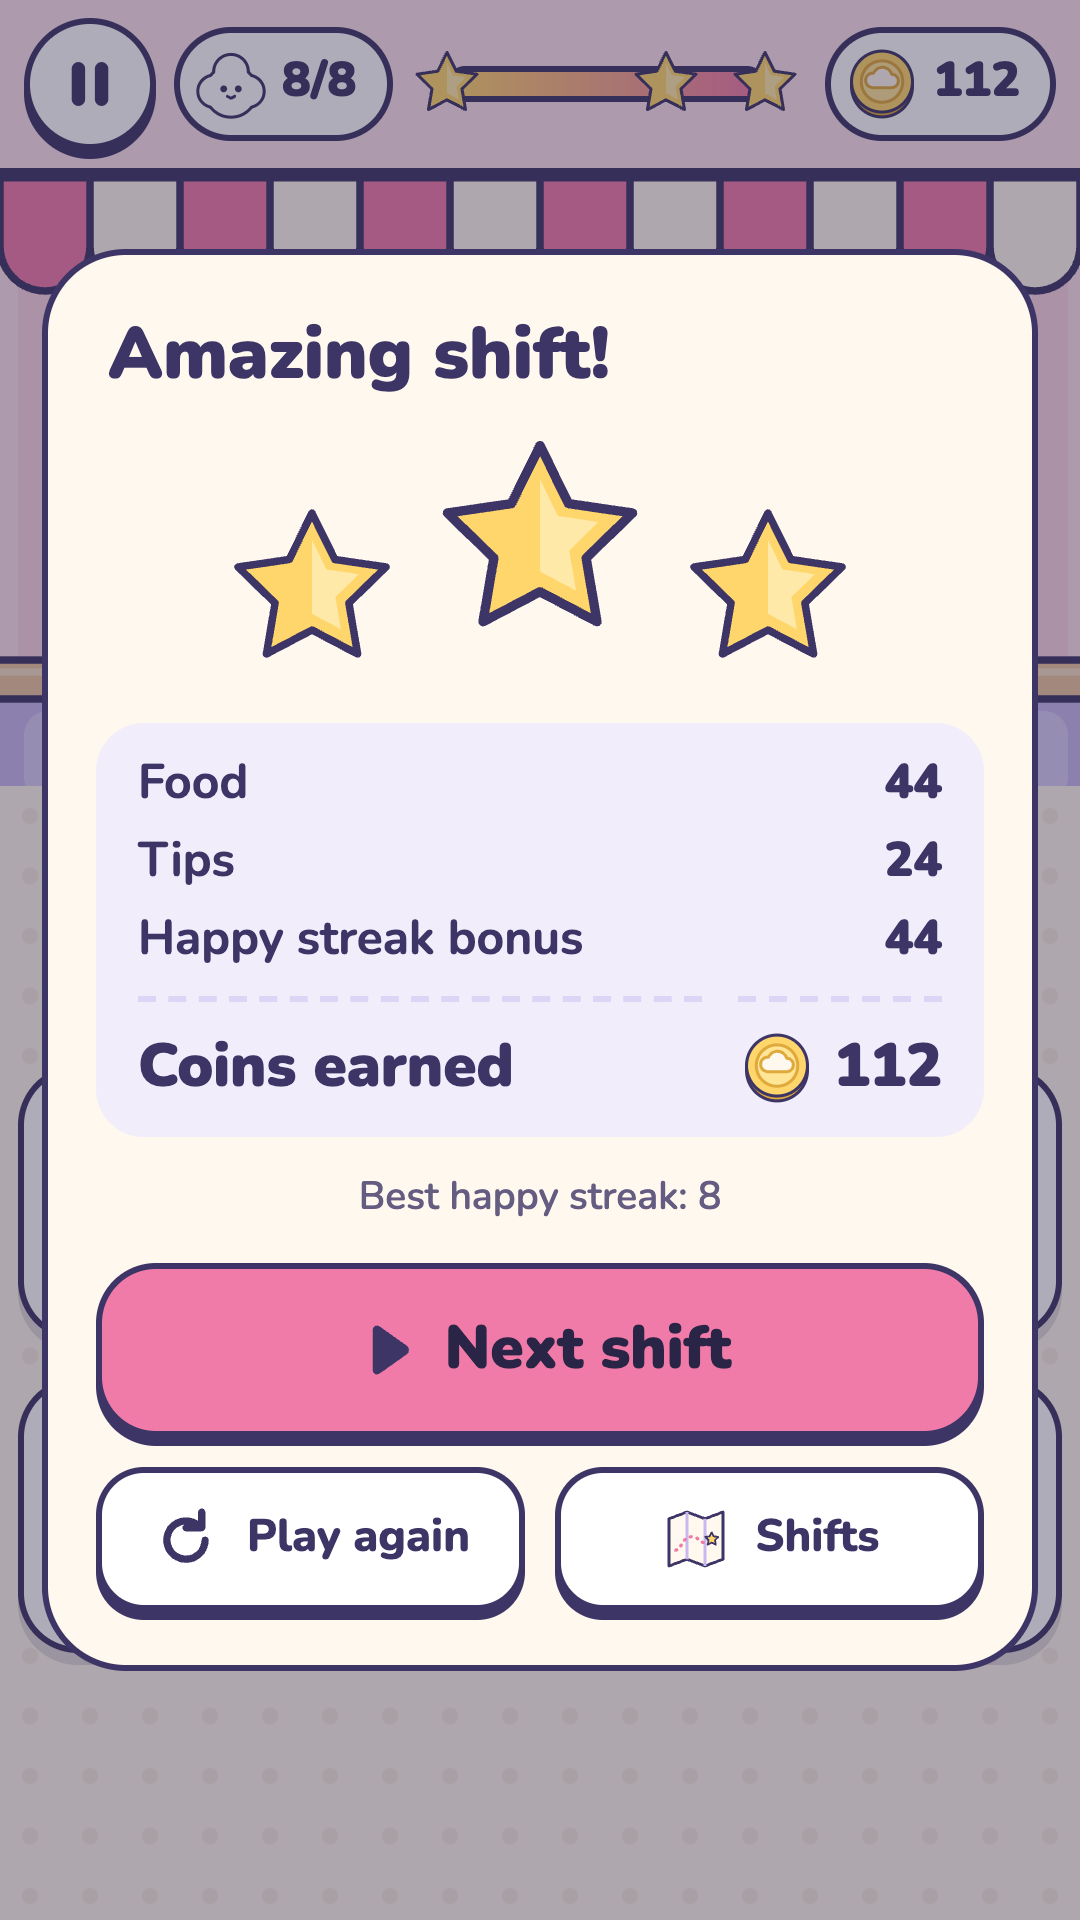 8/8
112
Amazing shift!
Food 44
Tips 24
Happy streak bonus 44
Coins earned 112
Best happy streak: 8
Next shift
Play again
Shifts